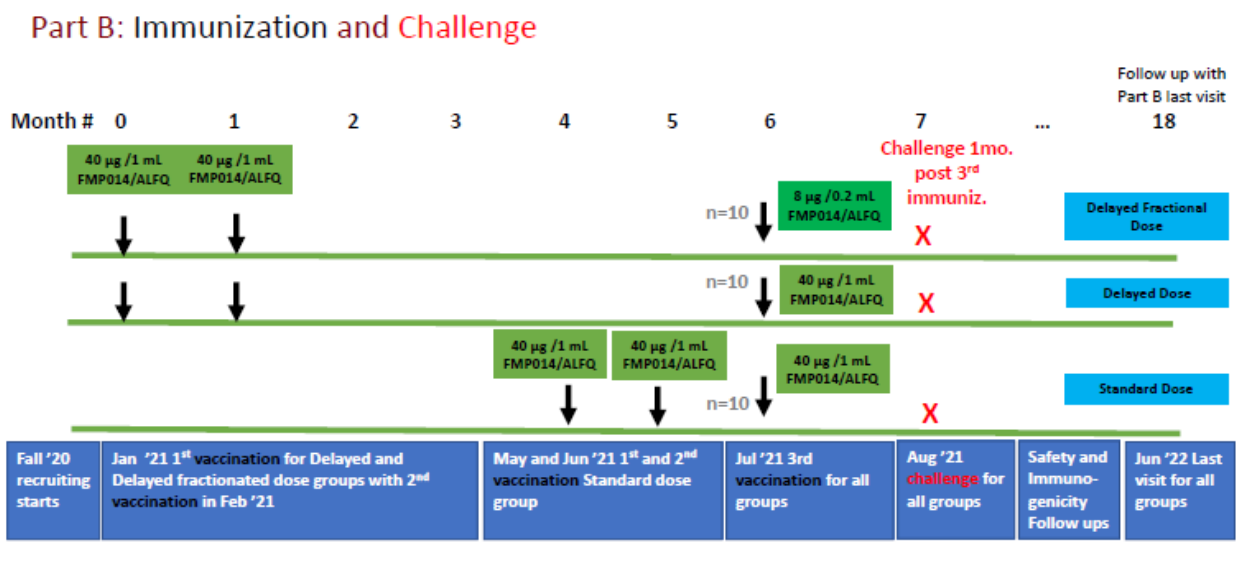 Part B: Immunization and Challenge
Follow up with
Part B last visit
Month # 0 1 2 3 4 5 6 7 ... 18
40 µg /1 mL
FMP014/ALFQ
40 µg /1 mL
FMP014/ALFQ
Challenge 1mo.
post 3rd
immuniz.
n=10
8 µg /0.2 mL
FMP014/ALFQ
X
Delayed Fractional
Dose
n=10
40 µg /1 mL
FMP014/ALFQ
X
Delayed Dose
40 µg /1 mL
FMP014/ALFQ
40 µg /1 mL
FMP014/ALFQ
n=10
40 µg /1 mL
FMP014/ALFQ
X
Standard Dose
Fall '20
recruiting
starts
Jan '21 1st vaccination for Delayed and
Delayed fractionated dose groups with 2nd
vaccination in Feb '21
May and Jun '21 1st and 2nd
vaccination Standard dose
group
Jul '21 3rd
vaccination for all
groups
Aug '21
challenge for
all groups
Safety and
Immuno-
genicity
Follow ups
Jun '22 Last
visit for all
groups